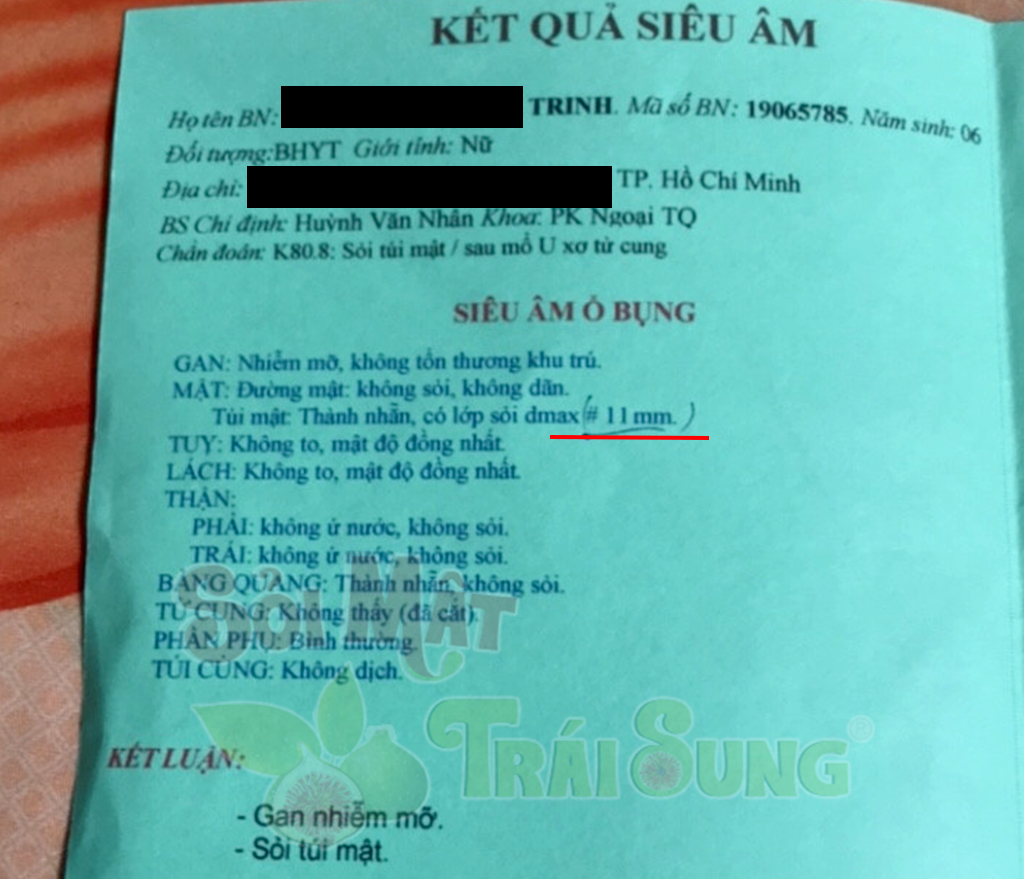 KẾT QUẢ SIÊU ÂM
Họ tên BN: TRINH. Mã số BN: 19065785. Năm sinh: 06
Đối tượng:BHYT Giới tính: Nữ
Địa chỉ: TP. Hồ Chí Minh
BS Chỉ định: Huỳnh Văn Nhân Khoa: PK Ngoại TQ
Chẩn đoán: K80.8: Sỏi túi mật / sau mổ U xơ tử cung
SIÊU ÂM Ổ BỤNG
GAN: Nhiễm mỡ, không tổn thương khu trú.
MẬT: Đường mật: không sỏi, không dãn.
Túi mật: Thành nhẵn, có lớp sỏi dmax (# 11 mm. )
TỤY: Không to, mật độ đồng nhất.
LÁCH: Không to, mật độ đồng nhất.
THẬN:
PHẢI: không ứ nước, không sỏi.
TRÁI: không ứ nước, không sỏi.
BÀNG QUANG: Thành nhẵn, không sỏi.
TỬ CUNG: Không thấy (đã cắt).
PHẦN PHỤ: Bình thường.
TÚI CÙNG: Không dịch.
SỎI MẬT
TRÁI SUNG®
KẾT LUẬN:
- Gan nhiễm mỡ.
- Sỏi túi mật.